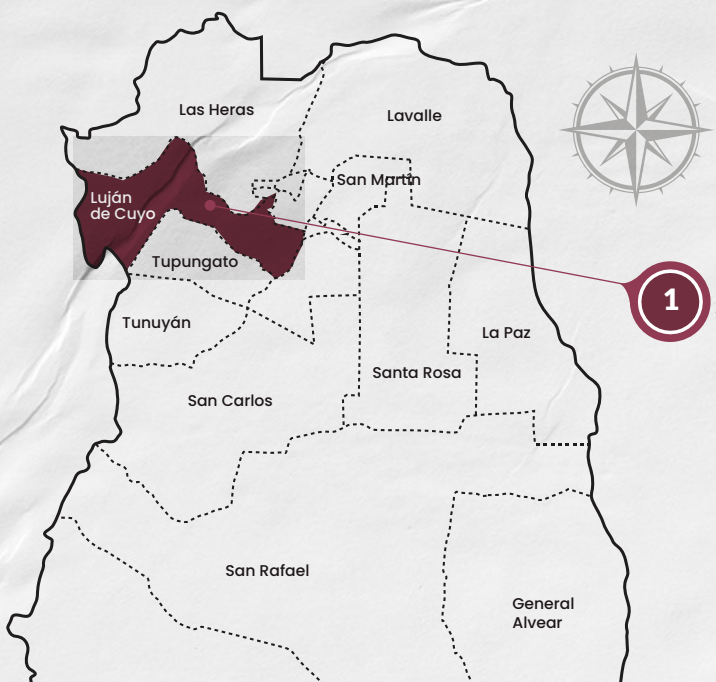 Las Heras
Lavalle
San Martín
Luján
de Cuyo
Tupungato
1
Tunuyán
La Paz
Santa Rosa
San Carlos
San Rafael
General
Alvear